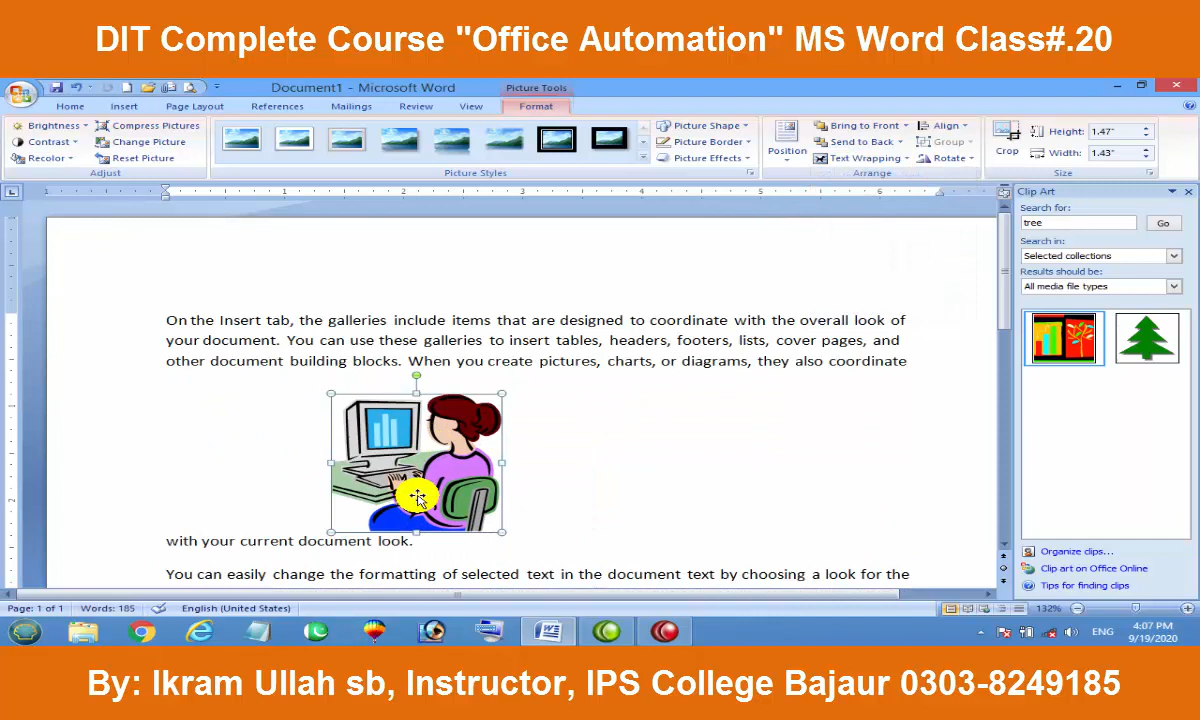 DIT Complete Course "Office Automation" MS Word Class#.20
Document1 - Microsoft Word
Picture Tools
Home Insert Page Layout References Mailings Review View Format
Brightness Compress Pictures Picture Shape Bring to Front Align Height: 1.47"
Contrast Change Picture Picture Border Position Send to Back Group Crop Width: 1.43"
Recolor Reset Picture Picture Effects Text Wrapping Rotate
Adjust Picture Styles Arrange Size
1 1 2 3 4 5 6
Clip Art
Search for:
tree Go
Search in:
Selected collections
Results should be:
All media file types
On the Insert tab, the galleries include items that are designed to coordinate with the overall look of
your document. You can use these galleries to insert tables, headers, footers, lists, cover pages, and
other document building blocks. When you create pictures, charts, or diagrams, they also coordinate
with your current document look.
You can easily change the formatting of selected text in the document text by choosing a look for the
Organize clips...
Clip art on Office Online
Tips for finding clips
Page: 1 of 1 Words: 185 English (United States) 132%
ENG 4:07 PM
9/19/2020
By: Ikram Ullah sb, Instructor, IPS College Bajaur 0303-8249185